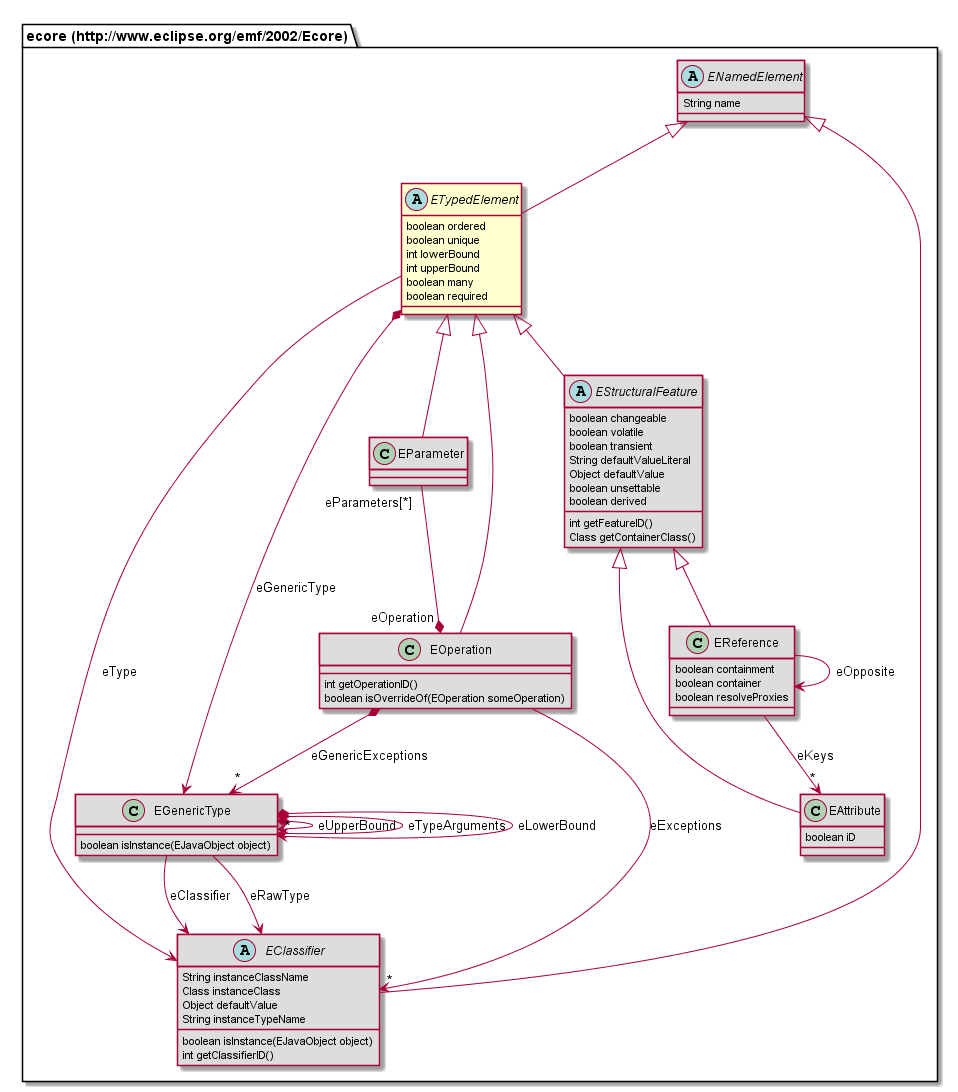 ecore (http://www.eclipse.org/emf/2002/Ecore)
A ENamedElement
String name
A ETypedElement
boolean ordered
boolean unique
int lowerBound
int upperBound
boolean many
boolean required
A EStructuralFeature
boolean changeable
boolean volatile
boolean transient
String defaultValueLiteral
Object defaultValue
boolean unsettable
boolean derived
int getFeatureID()
Class getContainerClass()
C EParameter
eParameters[*]
eGenericType
eOperation
C EOperation
int getOperationID()
boolean isOverrideOf(EOperation someOperation)
C EReference
boolean containment
boolean container
boolean resolveProxies
eOpposite
eType
eGenericExceptions
*
eKeys
*
C EGenericType
boolean isInstance(EJavaObject object)
*
eUpperBound
eTypeArguments
eLowerBound
eExceptions
C EAttribute
boolean iD
eClassifier
eRawType
A EClassifier
*
String instanceClassName
Class instanceClass
Object defaultValue
String instanceTypeName
boolean isInstance(EJavaObject object)
int getClassifierID()